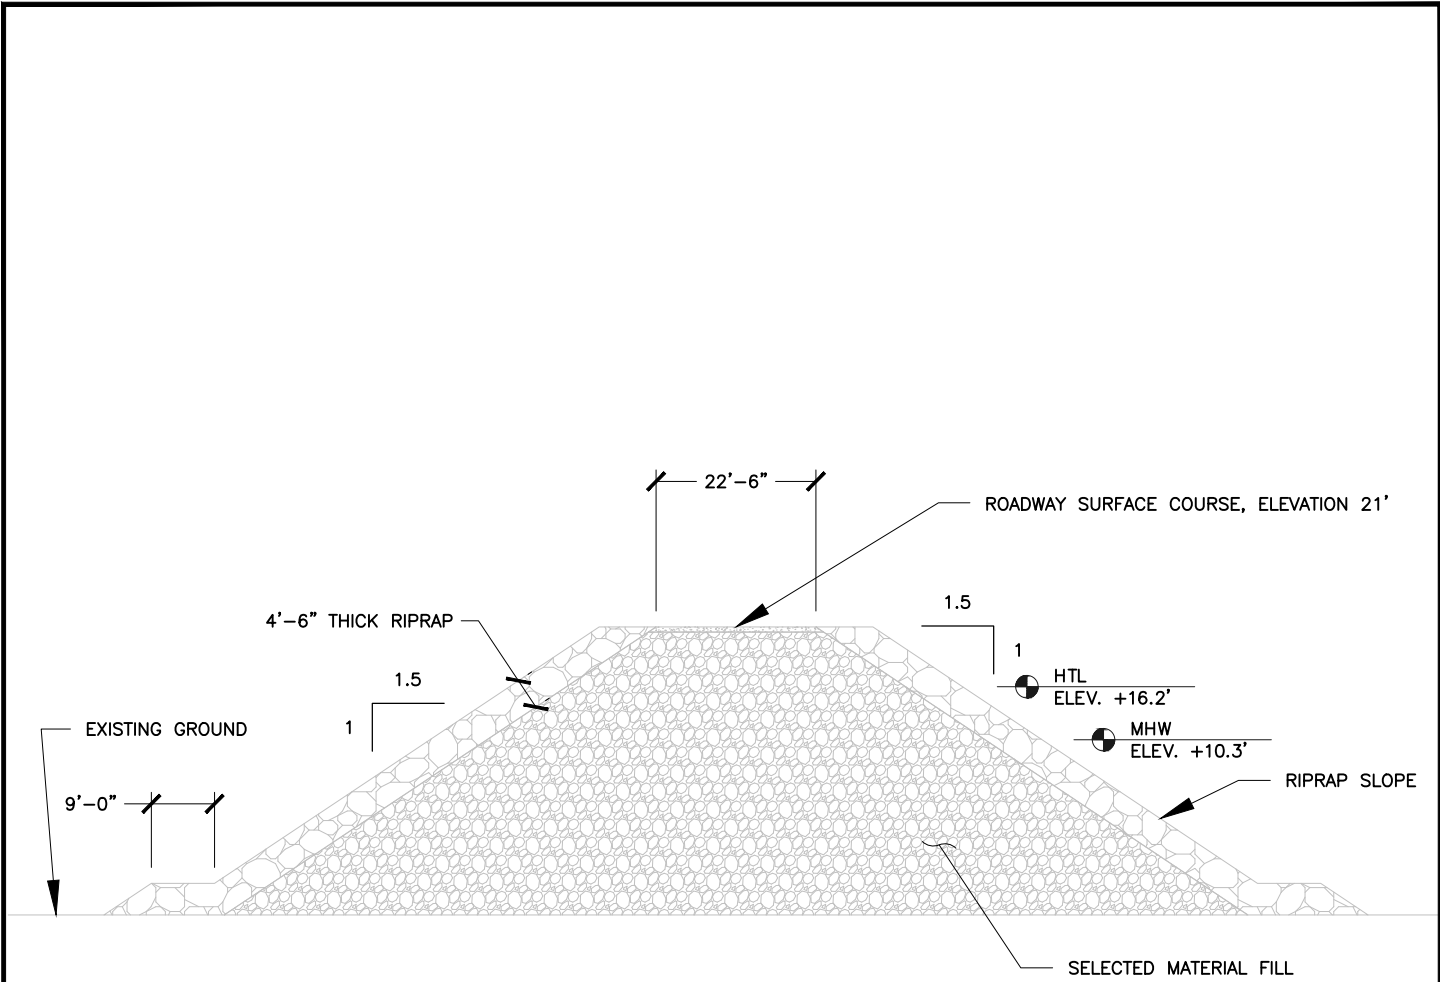 22'-6"
ROADWAY SURFACE COURSE, ELEVATION 21'
1.5
4'-6" THICK RIPRAP
1
HTL
ELEV. +16.2'
1.5
1
MHW
ELEV. +10.3'
EXISTING GROUND
RIPRAP SLOPE
9'-0"
SELECTED MATERIAL FILL